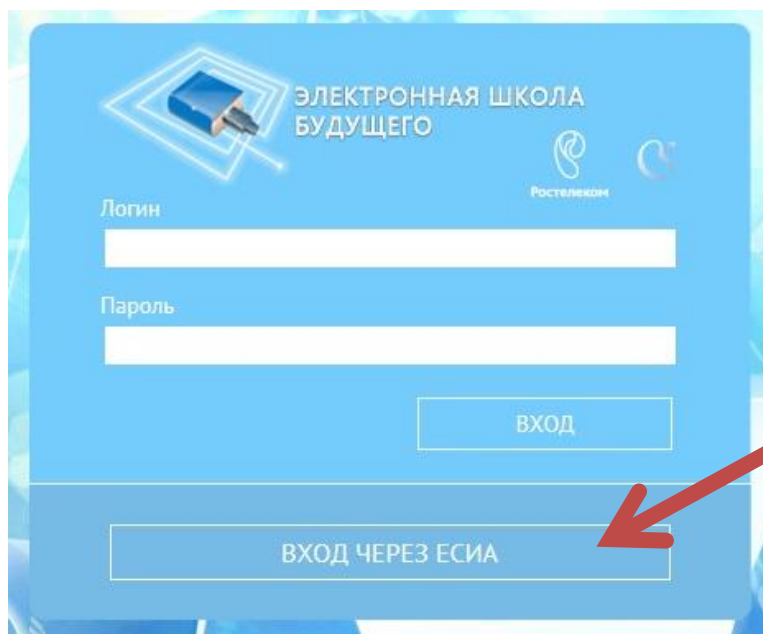 ЭЛЕКТРОННАЯ ШКОЛА
БУДУЩЕГО
Ростелеком
Логин
Пароль
ВХОД
ВХОД ЧЕРЕЗ ЕСИА